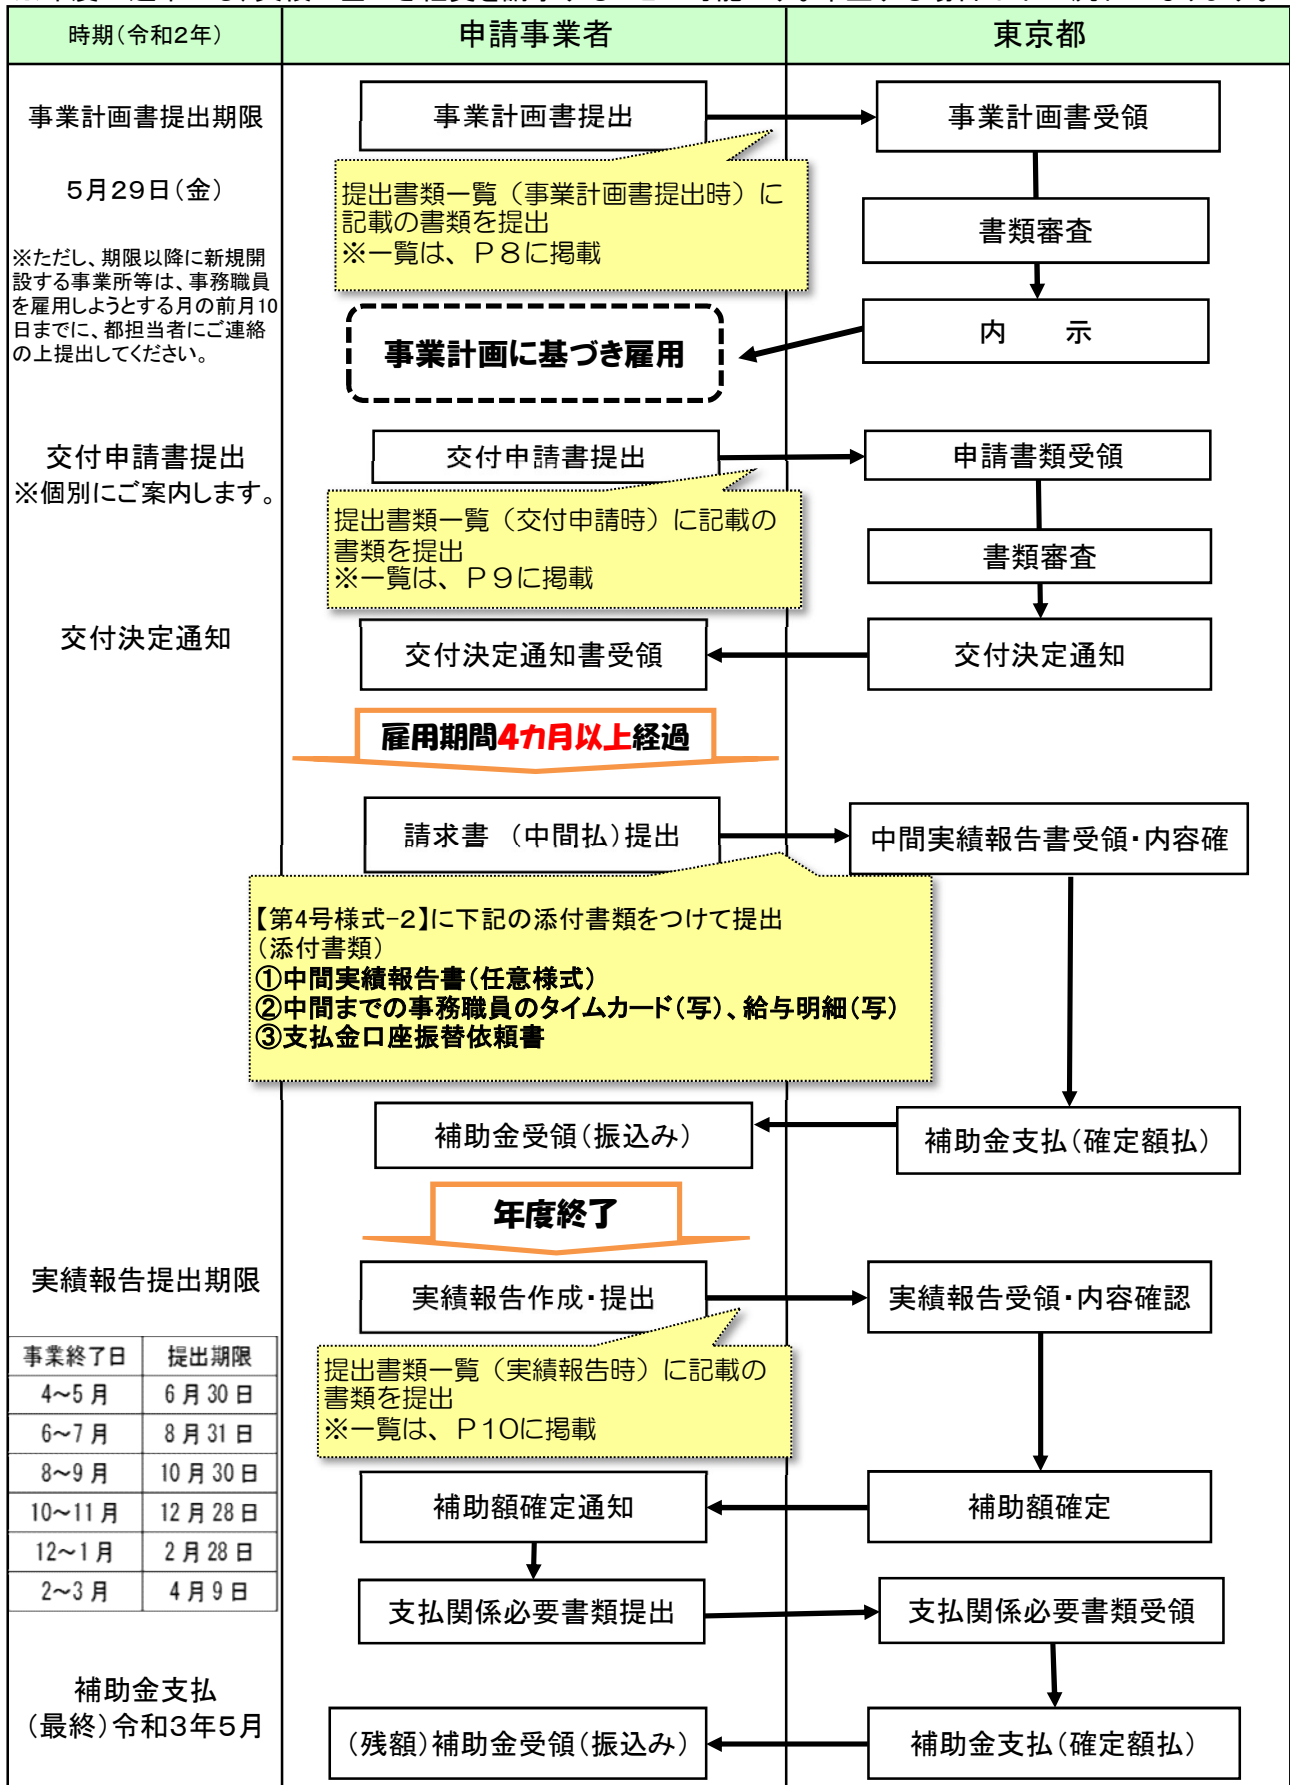 時期(令和2年)
申請事業者
東京都
事業計画書提出期限
事業計画書提出
事業計画書受領
5月29日(金)
提出書類一覧（事業計画書提出時）に
記載の書類を提出
※一覧は、P8に掲載
書類審査
※ただし、期限以降に新規開
設する事業所等は、事務職員
を雇用しようとする月の前月10
日までに、都担当者にご連絡
の上提出してください。
内　示
事業計画に基づき雇用
交付申請書提出
※個別にご案内します。
交付申請書提出
申請書類受領
提出書類一覧（交付申請時）に記載の
書類を提出
※一覧は、P9に掲載
書類審査
交付決定通知
交付決定通知書受領
交付決定通知
雇用期間4カ月以上経過
請求書 (中間払)提出
中間実績報告書受領・内容確
【第4号様式-2】に下記の添付書類をつけて提出
(添付書類)
①中間実績報告書(任意様式)
②中間までの事務職員のタイムカード(写)、給与明細(写)
③支払金口座振替依頼書
補助金受領(振込み)
補助金支払(確定額払)
年度終了
実績報告提出期限
実績報告作成・提出
実績報告受領・内容確認
提出書類一覧（実績報告時）に記載の
書類を提出
※一覧は、P10に掲載
事業終了日 提出期限
4～5月 6月30日
6～7月 8月31日
8～9月 10月30日
10～11月 12月28日
12～1月 2月28日
2～3月 4月9日
補助額確定通知
補助額確定
支払関係必要書類提出
支払関係必要書類受領
補助金支払
(最終)令和3年5月
(残額)補助金受領(振込み)
補助金支払(確定額払)